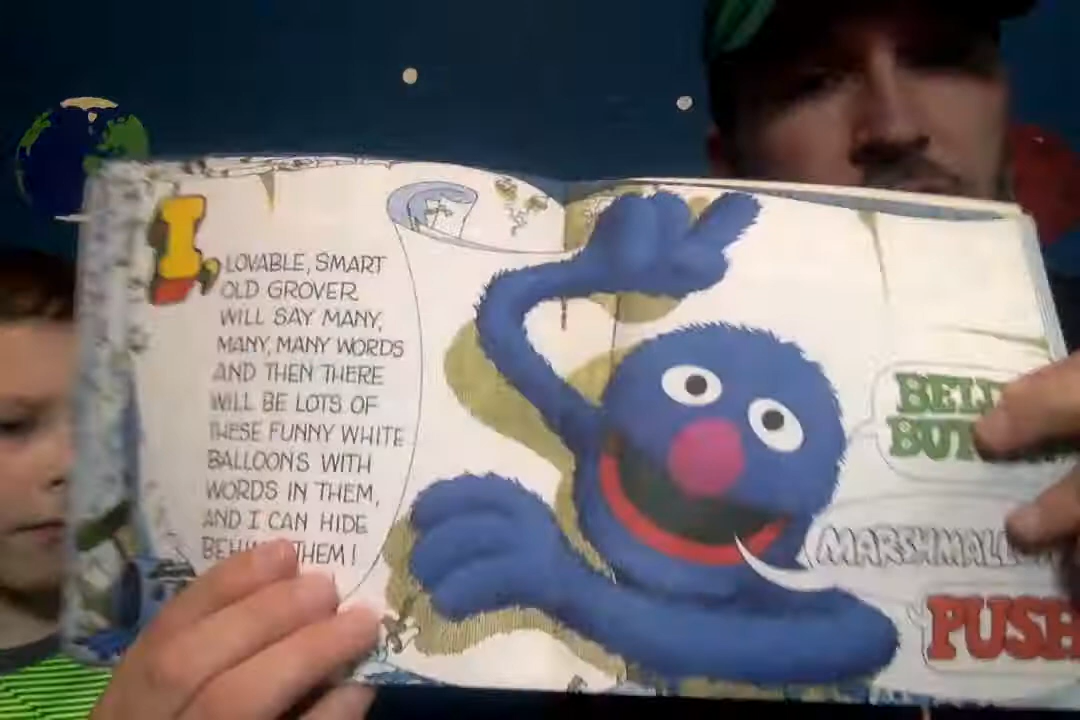 I,
LOVABLE, SMART
OLD GROVER
WILL SAY MANY,
MANY, MANY WORDS
AND THEN THERE
WILL BE LOTS OF
THESE FUNNY WHITE
BALLOONS WITH
WORDS IN THEM,
AND I CAN HIDE
BEHIND THEM!
PUSH